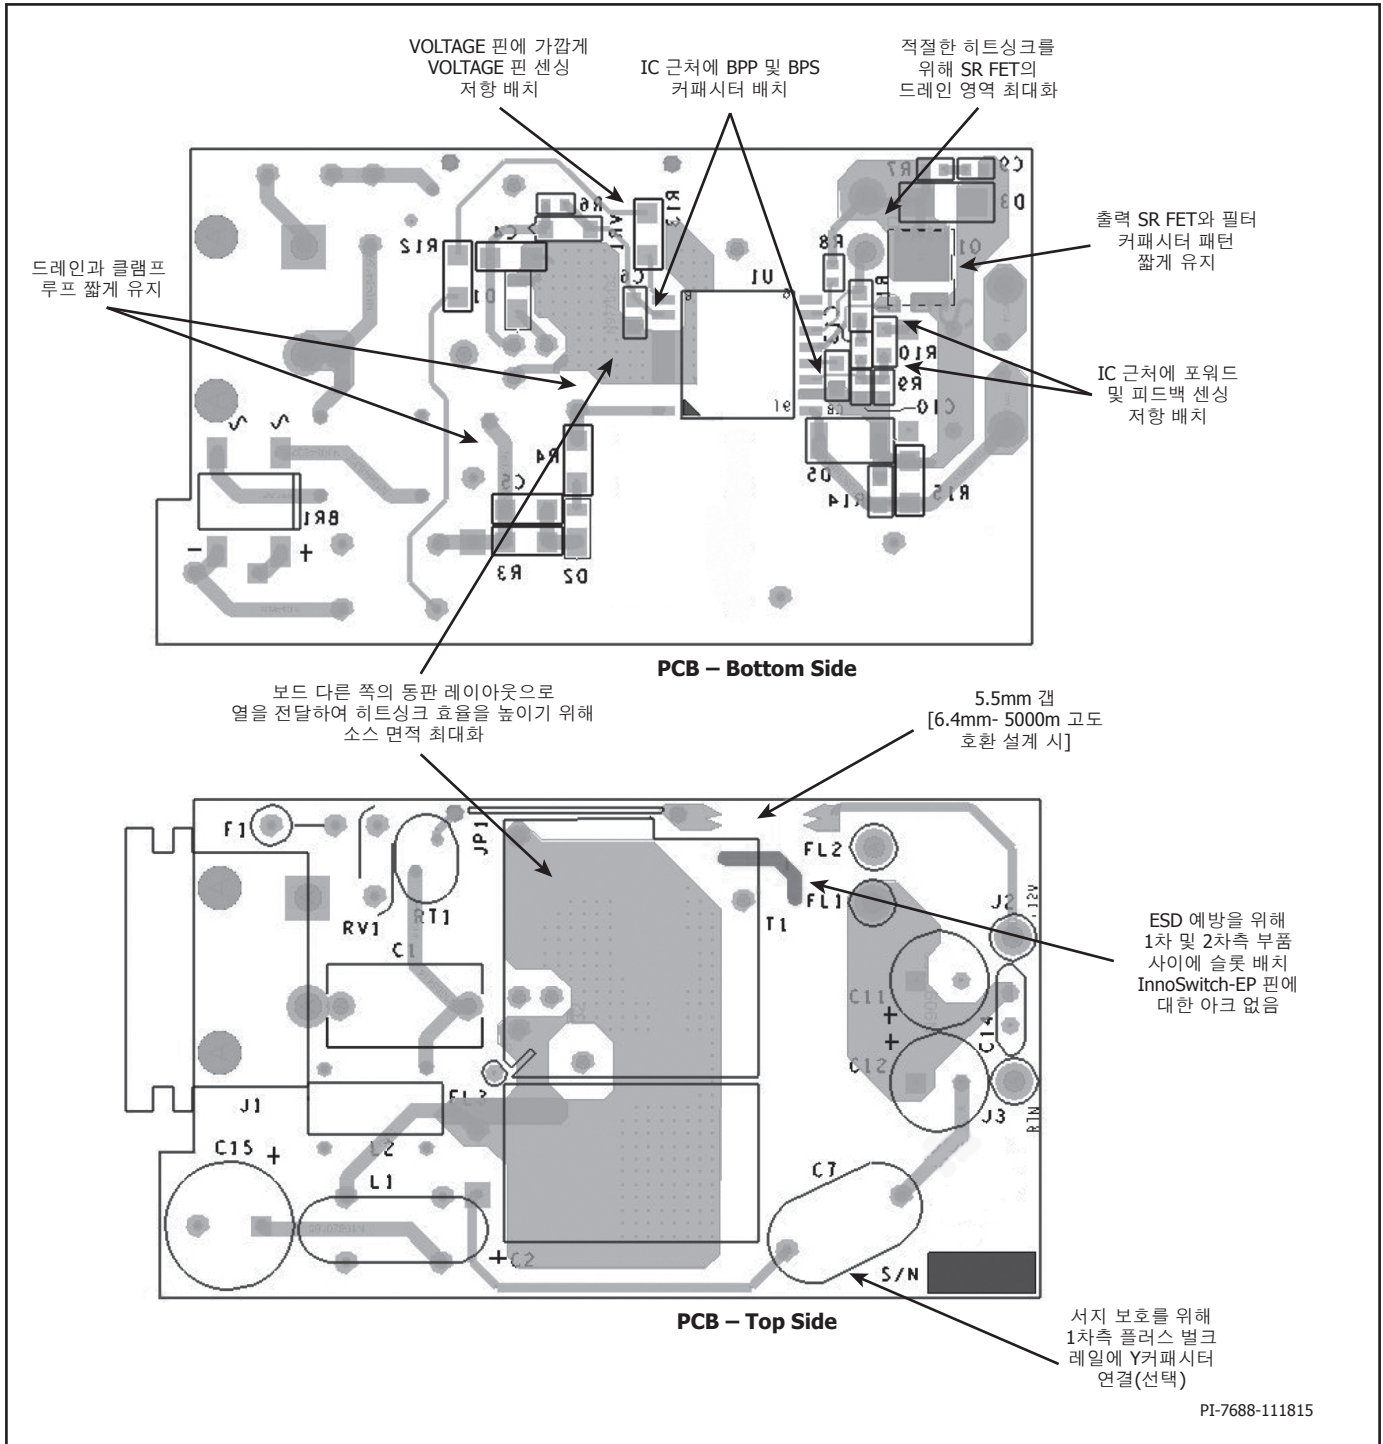 VOLTAGE 핀에 가깝게
VOLTAGE 핀 센싱
저항 배치
IC 근처에 BPP 및 BPS
커패시터 배치
적절한 히트싱크를
위해 SR FET의
드레인 영역 최대화
출력 SR FET와 필터
커패시터 패턴
짧게 유지
드레인과 클램프
루프 짧게 유지
IC 근처에 포워드
및 피드백 센싱
저항 배치
R7
C9
D3
R6
R13
VR1
C4
R12
R8
Q1
U1
C6
D1
R10
R9
C10
R4
D5
C5
R14
R15
BR1
-
+
R3
D2
16
PCB – Bottom Side
보드 다른 쪽의 동판 레이아웃으로
열을 전달하여 히트싱크 효율을 높이기 위해
소스 면적 최대화
5.5mm 갭
[6.4mm- 5000m 고도
호환 설계 시]
F1
JP1
FL2
RV1
RT1
FL1
J2
+12V
T1
C1
ESD 예방을 위해
1차 및 2차측 부품
사이에 슬롯 배치
InnoSwitch-EP 핀에
대한 아크 없음
C11
+
+
C14
C12
FL3
J1
J3
RTN
C15
+
L2
C7
L1
+
C2
S/N
PCB – Top Side
서지 보호를 위해
1차측 플러스 벌크
레일에 Y커패시터
연결(선택)
PI-7688-111815